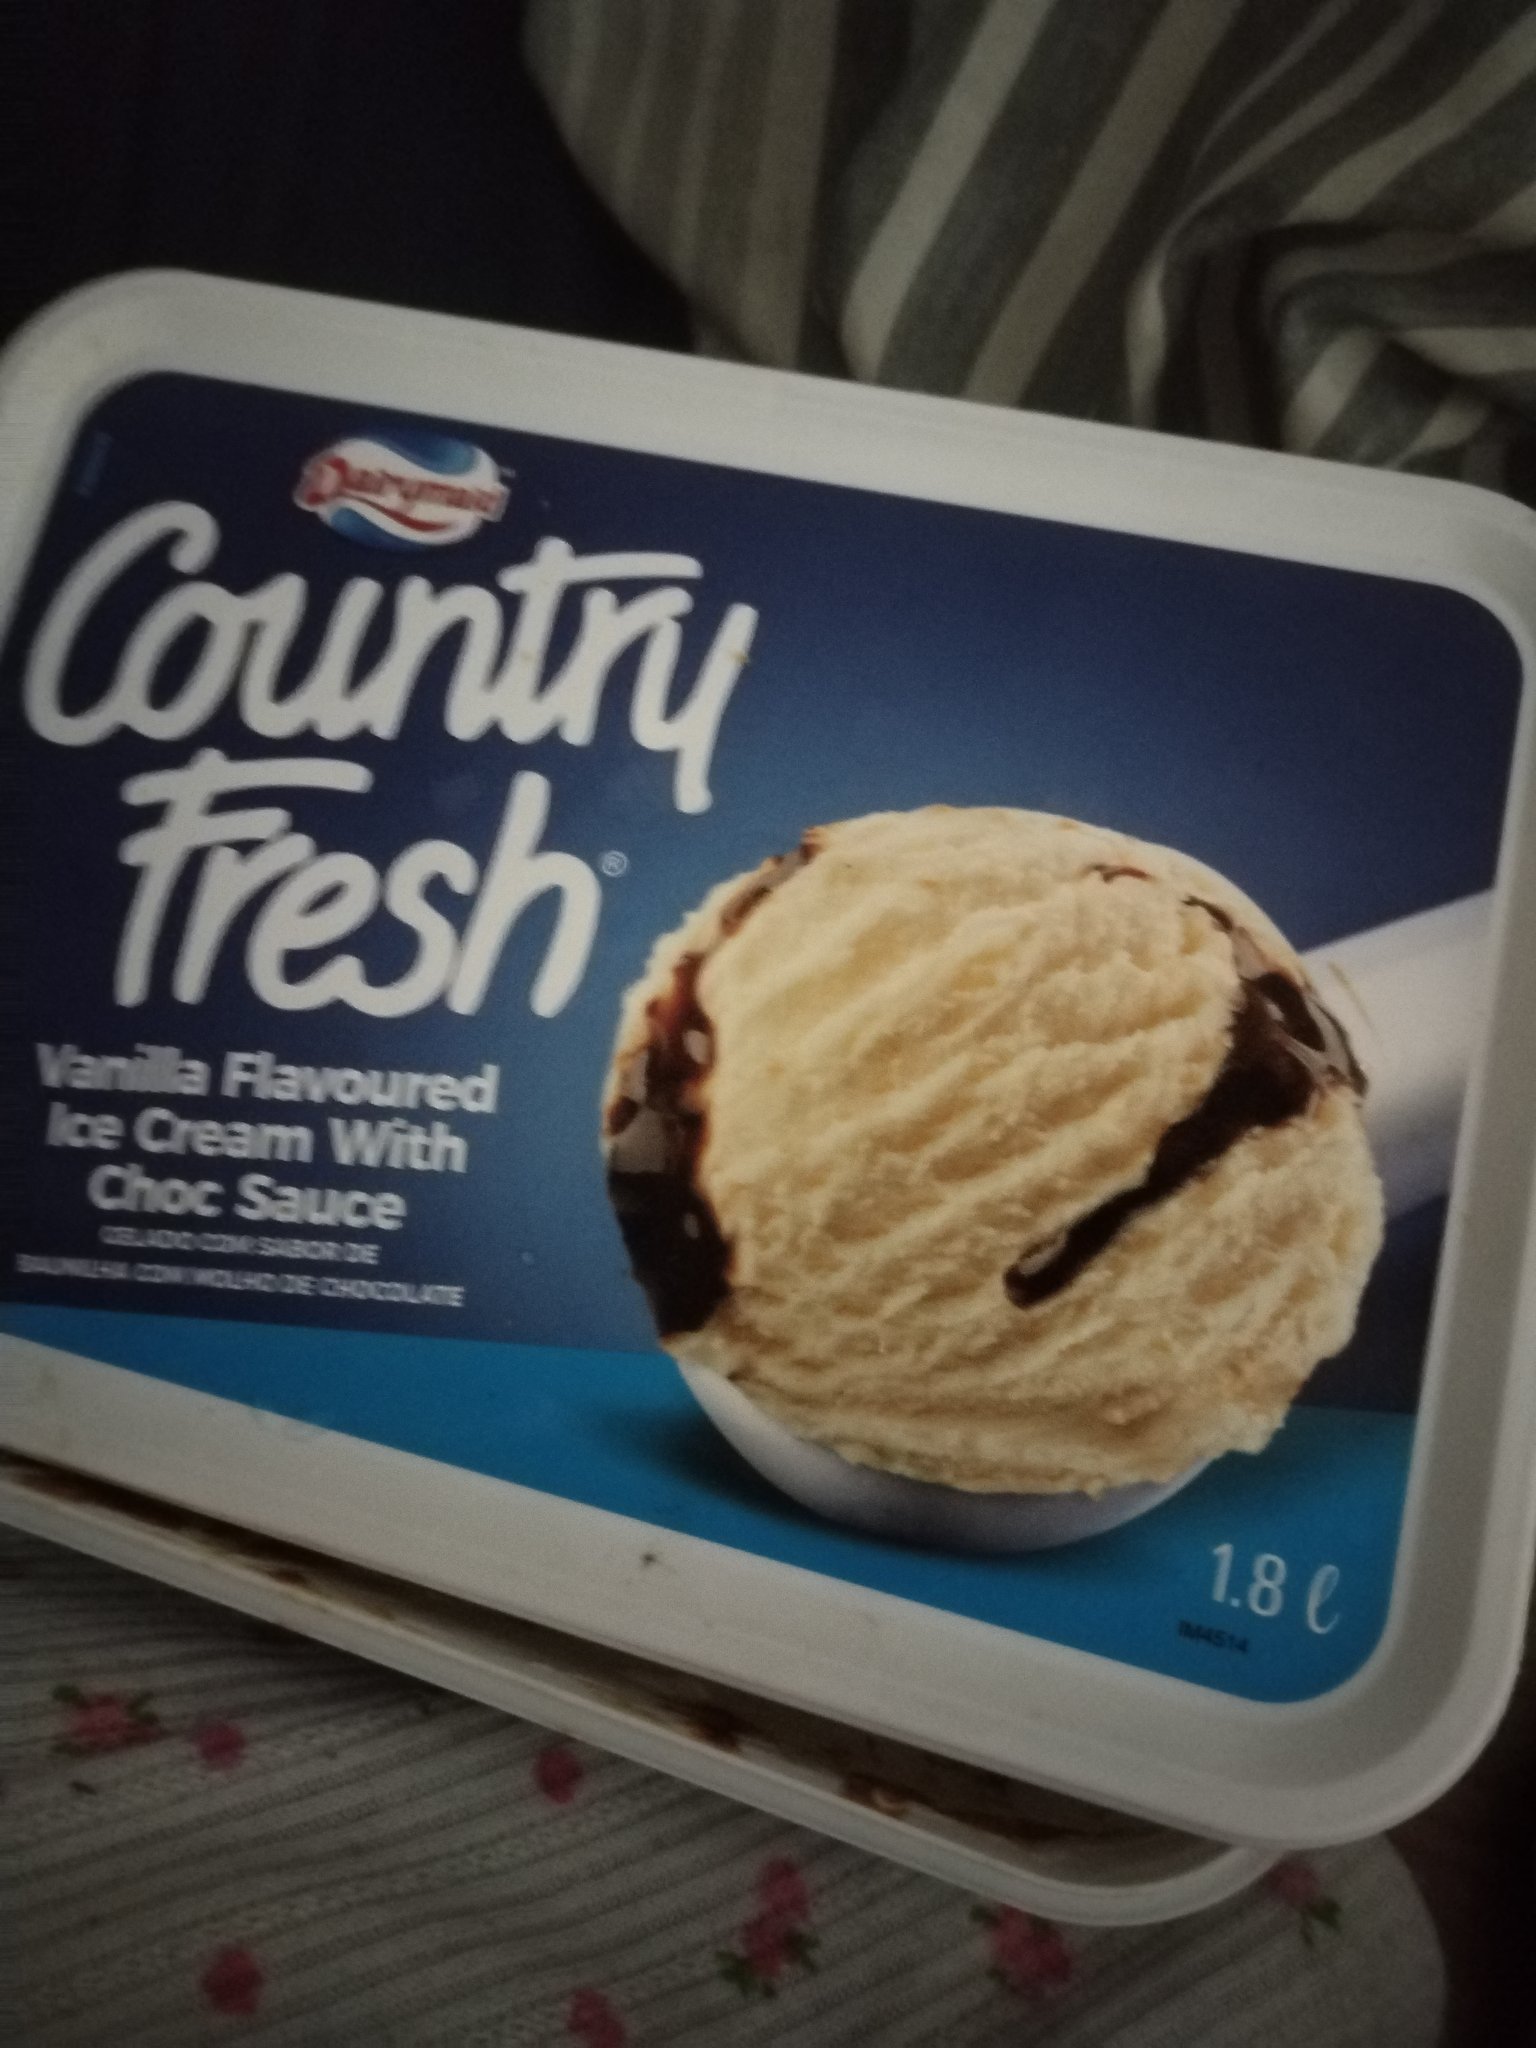 Dairymaid
Country
Fresh®
Vanilla Flavoured
Ice Cream With
Choc Sauce
GELADO COM SABOR DE
BAUNILHA COM MOLHO DE CHOCOLATE
1.8 ℓ
IM4514